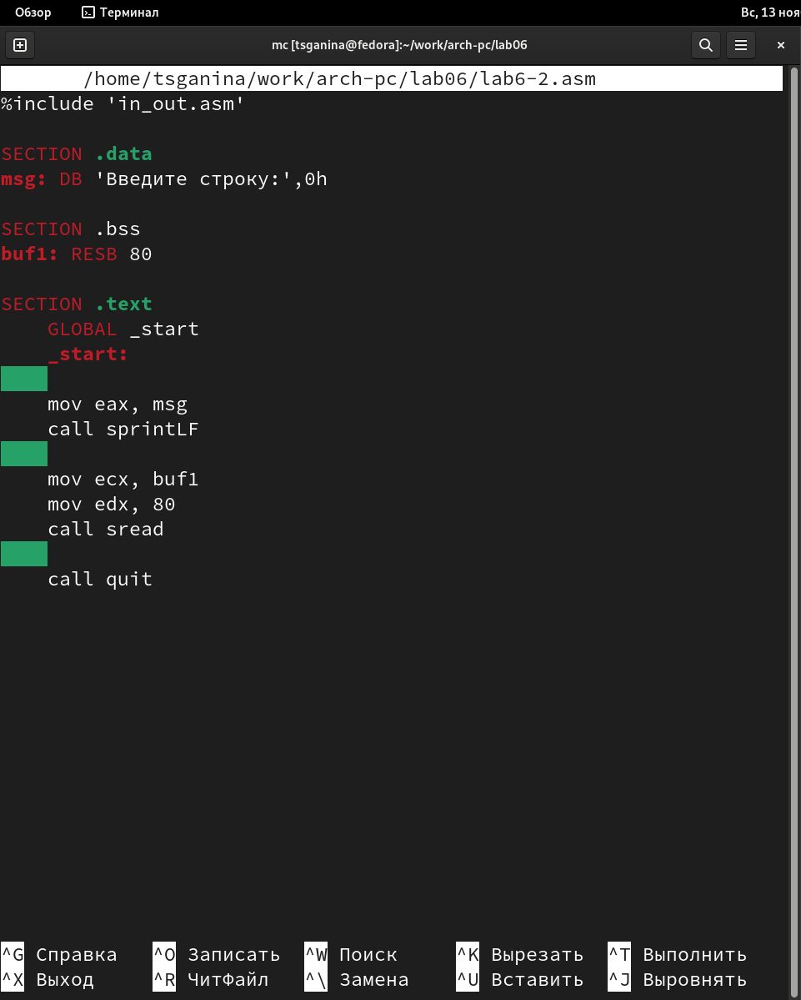 Обзор Терминал Вс, 13 ноя
mc [tsganina@fedora]:~/work/arch-pc/lab06
/home/tsganina/work/arch-pc/lab06/lab6-2.asm
%include 'in_out.asm'
SECTION .data
msg: DB 'Введите строку:',0h
SECTION .bss
buf1: RESB 80
SECTION .text
GLOBAL _start
_start:
mov eax, msg
call sprintLF
mov ecx, buf1
mov edx, 80
call sread
call quit
^G Справка ^O Записать ^W Поиск ^K Вырезать ^T Выполнить
^X Выход ^R ЧитФайл ^\ Замена ^U Вставить ^J Выровнять